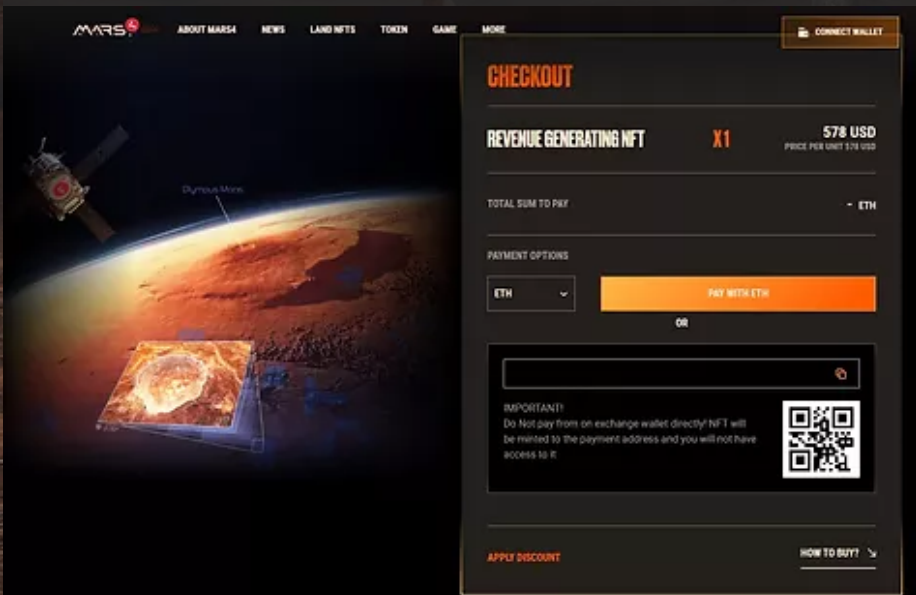 MARS4
ABOUT MARS4
NEWS
LAND NFTS
TOKEN
GAME
MORE
CONNECT WALLET
CHECKOUT
REVENUE GENERATING NFT
X1
578 USD
PRICE PER UNIT 578 USD
Olympus Mons
TOTAL SUM TO PAY
- ETH
PAYMENT OPTIONS
ETH
PAY WITH ETH
OR
IMPORTANT!
Do Not pay from on exchange wallet directly! NFT will
be minted to the payment address and you will not have
access to it
APPLY DISCOUNT
HOW TO BUY?